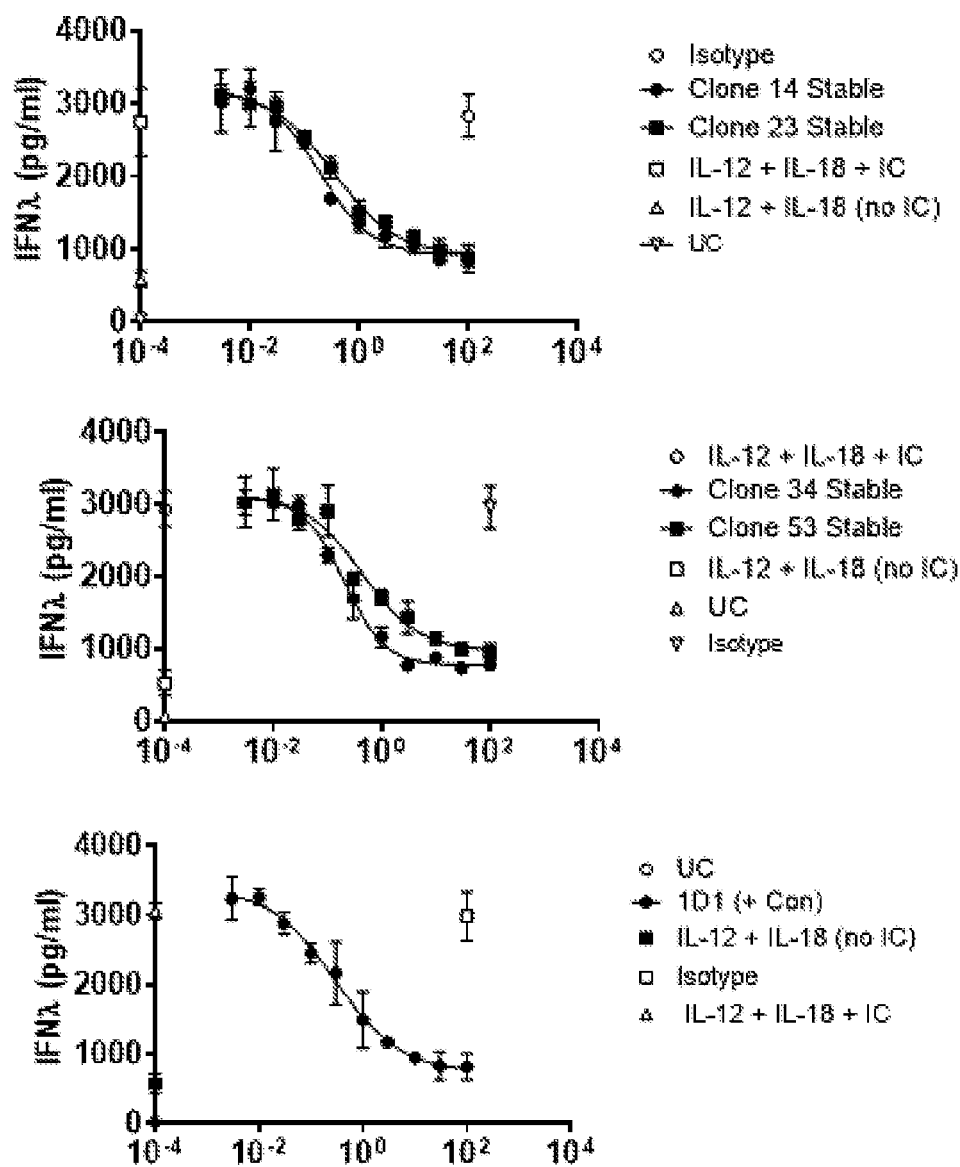 4000
3000
2000
1000
0
IFNλ (pg/ml)
10-4
10-2
10⁰
10²
10⁴
Isotype
Clone 14 Stable
Clone 23 Stable
IL-12 + IL-18 + IC
IL-12 + IL-18 (no IC)
UC
4000
3000
2000
1000
0
IFNλ (pg/ml)
10-4
10-2
10⁰
10²
10⁴
IL-12 + IL-18 + IC
Clone 34 Stable
Clone 53 Stable
IL-12 + IL-18 (no IC)
UC
Isotype
4000
3000
2000
1000
0
IFNλ (pg/ml)
10-4
10-2
10⁰
10²
10⁴
UC
1D1 (+ Con)
IL-12 + IL-18 (no IC)
Isotype
IL-12 + IL-18 + IC